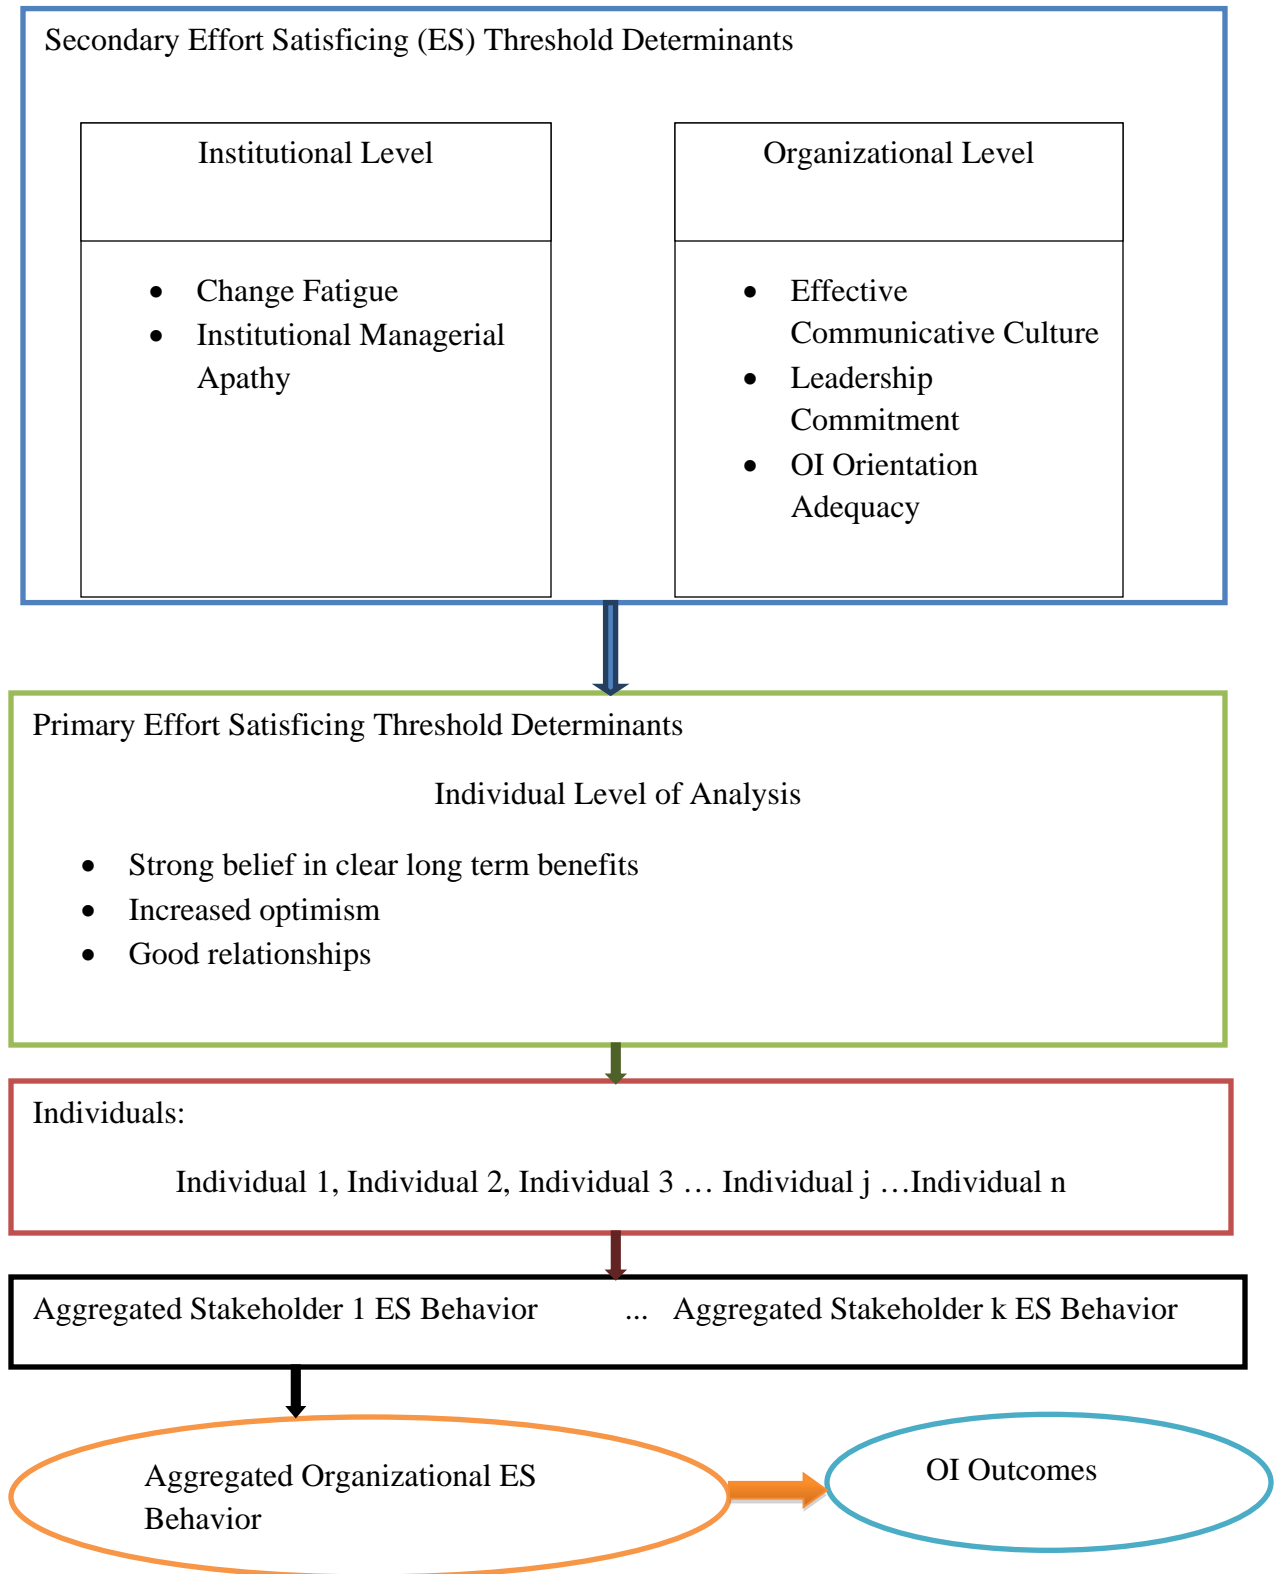 Secondary Effort Satisficing (ES) Threshold Determinants
Institutional Level
• Change Fatigue
• Institutional Managerial
Apathy
Organizational Level
• Effective
Communicative Culture
• Leadership
Commitment
• OI Orientation
Adequacy
Primary Effort Satisficing Threshold Determinants
Individual Level of Analysis
• Strong belief in clear long term benefits
• Increased optimism
• Good relationships
Individuals:
Individual 1, Individual 2, Individual 3 … Individual j …Individual n
Aggregated Stakeholder 1 ES Behavior ... Aggregated Stakeholder k ES Behavior
Aggregated Organizational ES
Behavior
OI Outcomes